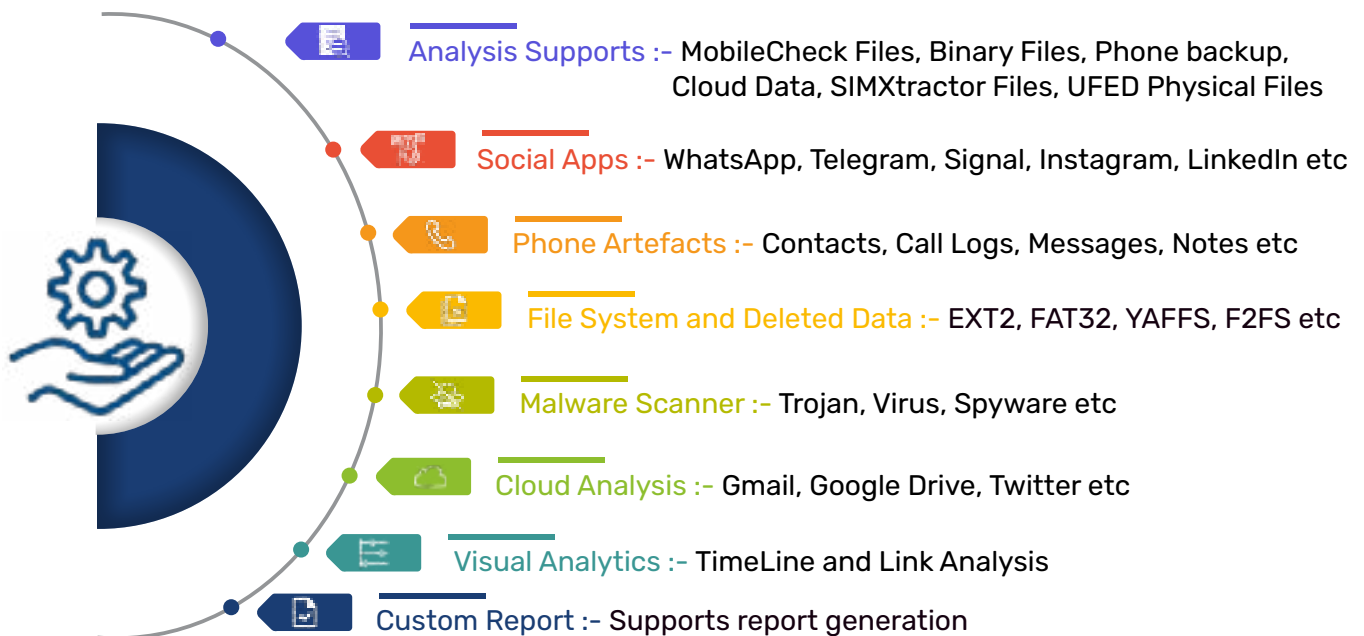 Analysis Supports :- MobileCheck Files, Binary Files, Phone backup,
Cloud Data, SIMXtractor Files, UFED Physical Files
Social Apps :- WhatsApp, Telegram, Signal, Instagram, LinkedIn etc
Phone Artefacts :- Contacts, Call Logs, Messages, Notes etc
File System and Deleted Data :- EXT2, FAT32, YAFFS, F2FS etc
Malware Scanner :- Trojan, Virus, Spyware etc
Cloud Analysis :- Gmail, Google Drive, Twitter etc
Visual Analytics :- TimeLine and Link Analysis
Custom Report :- Supports report generation